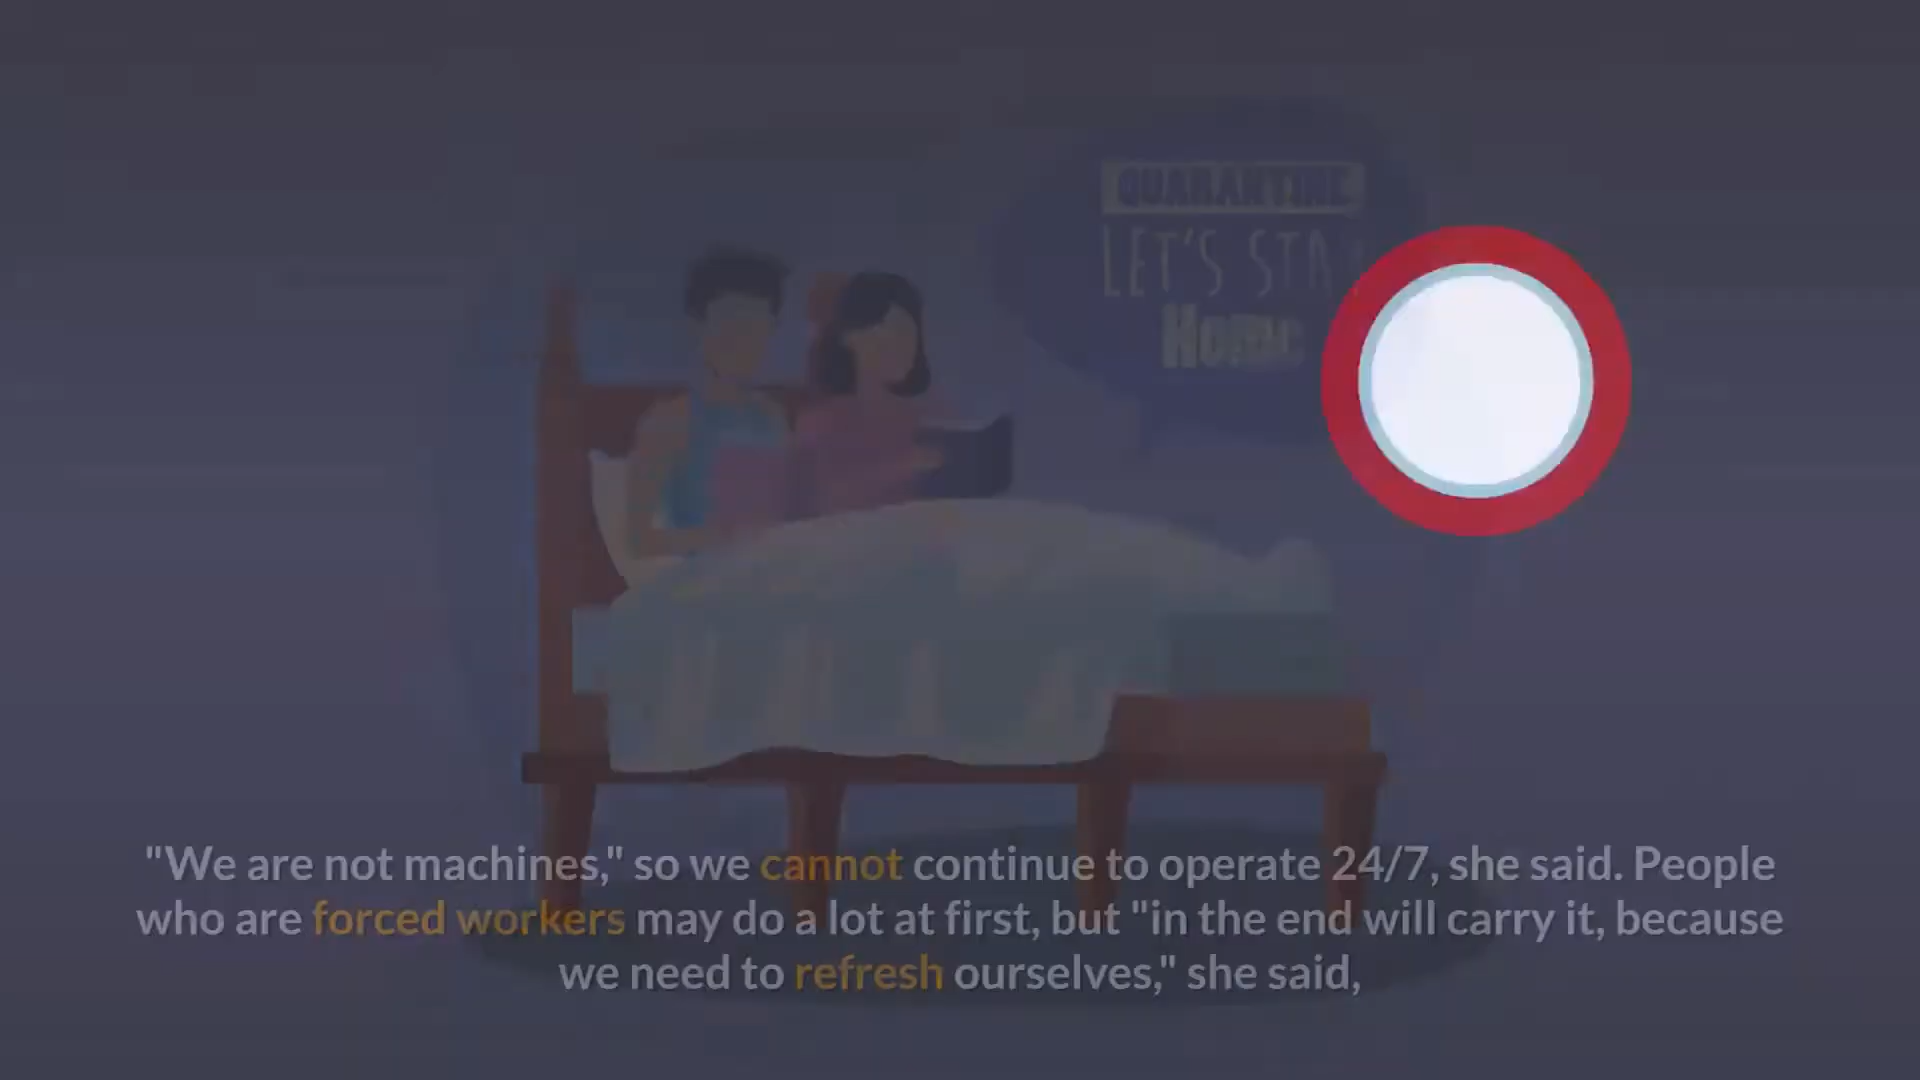 QUARANTINE,
LET'S STA
Home
"We are not machines," so we cannot continue to operate 24/7, she said. People
who are forced workers may do a lot at first, but "in the end will carry it, because
we need to refresh ourselves," she said,